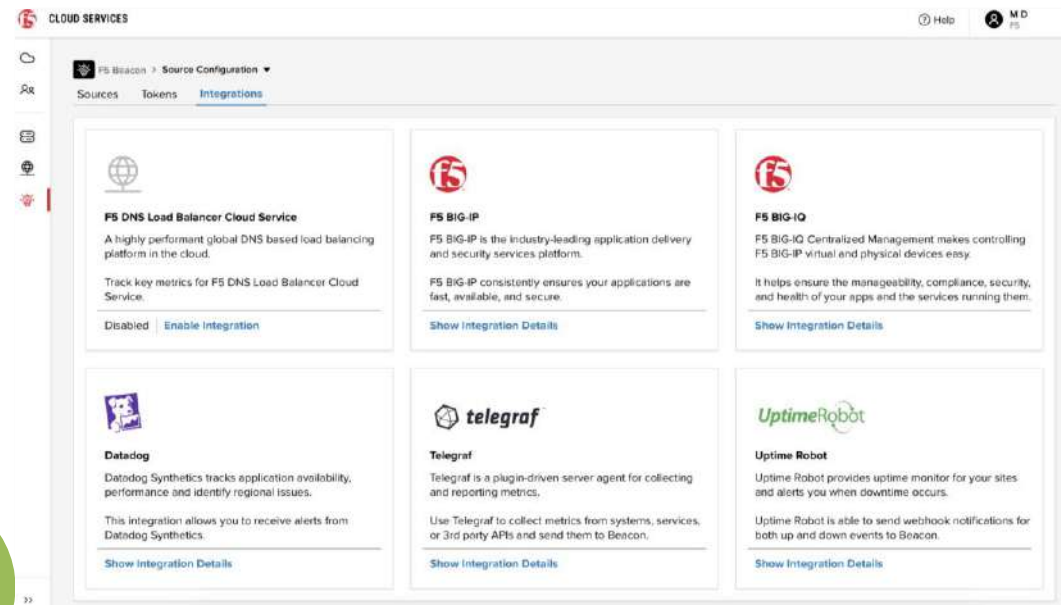 f5 CLOUD SERVICES
Help
M D
F5
F5 Beacon > Source Configuration
Sources Tokens Integrations
F5 DNS Load Balancer Cloud Service
A highly performant global DNS based load balancing
platform in the cloud.
Track key metrics for F5 DNS Load Balancer Cloud
Service.
Disabled | Enable Integration
f5
F5 BIG-IP
F5 BIG-IP is the industry-leading application delivery
and security services platform.
F5 BIG-IP consistently ensures your applications are
fast, available, and secure.
Show Integration Details
f5
F5 BIG-IQ
F5 BIG-IQ Centralized Management makes controlling
F5 BIG-IP virtual and physical devices easy.
It helps ensure the manageability, compliance, security,
and health of your apps and the services running them.
Show Integration Details
Datadog
Datadog Synthetics tracks application availability,
performance and identify regional issues.
This integration allows you to receive alerts from
Datadog Synthetics.
Show Integration Details
telegraf
Telegraf
Telegraf is a plugin-driven server agent for collecting
and reporting metrics.
Use Telegraf to collect metrics from systems, services,
or 3rd party APIs and send them to Beacon.
Show Integration Details
UptimeRobot
Uptime Robot
Uptime Robot provides uptime monitor for your sites
and alerts you when downtime occurs.
Uptime Robot is able to send webhook notifications for
both up and down events to Beacon.
Show Integration Details